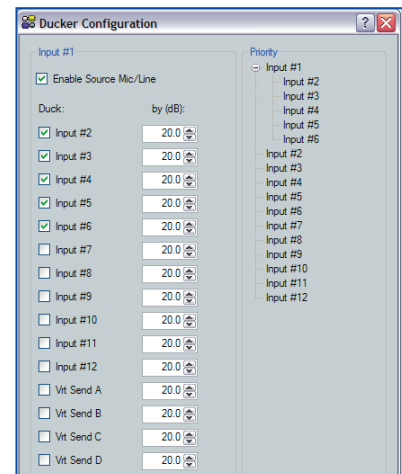 Ducker Configuration
Input #1
Enable Source Mic/Line
Duck: by (dB):
Input #2 20.0
Input #3 20.0
Input #4 20.0
Input #5 20.0
Input #6 20.0
Input #7 20.0
Input #8 20.0
Input #9 20.0
Input #10 20.0
Input #11 20.0
Input #12 20.0
Vrt Send A 20.0
Vrt Send B 20.0
Vrt Send C 20.0
Vrt Send D 20.0
Priority
Input #1
Input #2
Input #3
Input #4
Input #5
Input #6
Input #2
Input #3
Input #4
Input #5
Input #6
Input #7
Input #8
Input #9
Input #10
Input #11
Input #12